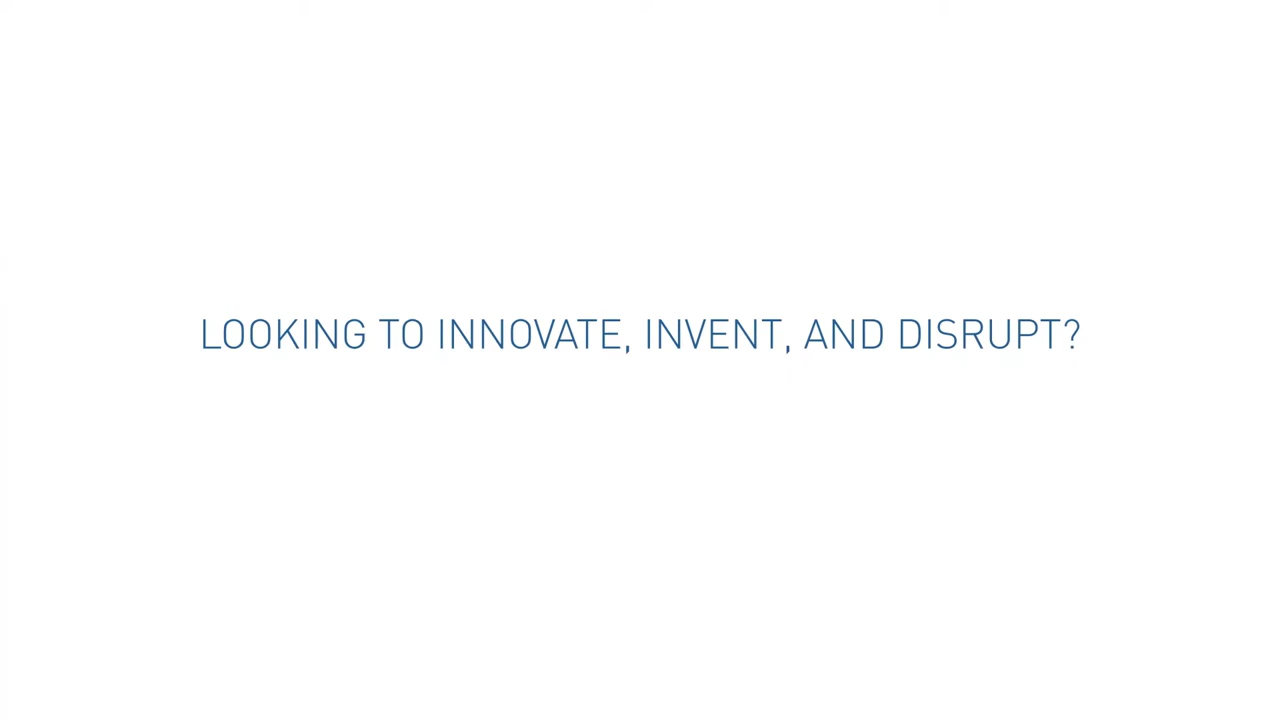 LOOKING TO INNOVATE, INVENT, AND DISRUPT?